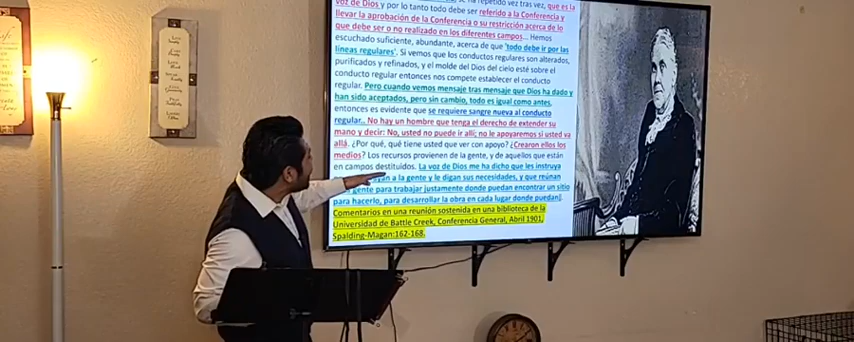 se ha repetido vez tras vez, que es la
voz de Dios y por lo tanto todo debe ser referido a la Conferencia y
llevar la aprobación de la Conferencia o su restricción acerca de lo
que debe ser o no realizado en los diferentes campos... Hemos
escuchado suficiente, abundante, acerca de que 'todo debe ir por las
líneas regulares'. Si vemos que los conductos regulares son alterados,
purificados y refinados, y el molde del Dios del cielo esté sobre el
conducto regular entonces nos compete establecer el conducto
regular. Pero cuando vemos mensaje tras mensaje que Dios ha dado y
han sido aceptados, pero sin cambio, todo es igual como antes,
entonces es evidente que se requiere sangre nueva al conducto
regular.. No hay un hombre que tenga el derecho de extender su
mano y decir: No, usted no puede ir allí; no le apoyaremos si usted va
allá. ¿Por qué, qué tiene usted que ver con apoyo? ¿Crearon ellos los
medios? Los recursos provienen de la gente, y de aquellos que están
en campos destituidos. La voz de Dios me ha dicho que les instruya
a la gente y le digan sus necesidades, y que reúnan
gente para trabajar justamente donde puedan encontrar un sitio
para hacerlo, para desarrollar la obra en cada lugar donde puedan].
Comentarios en una reunión sostenida en una biblioteca de la
Universidad de Battle Creek, Conferencia General, Abril 1901,
Spalding-Magan:162-168.